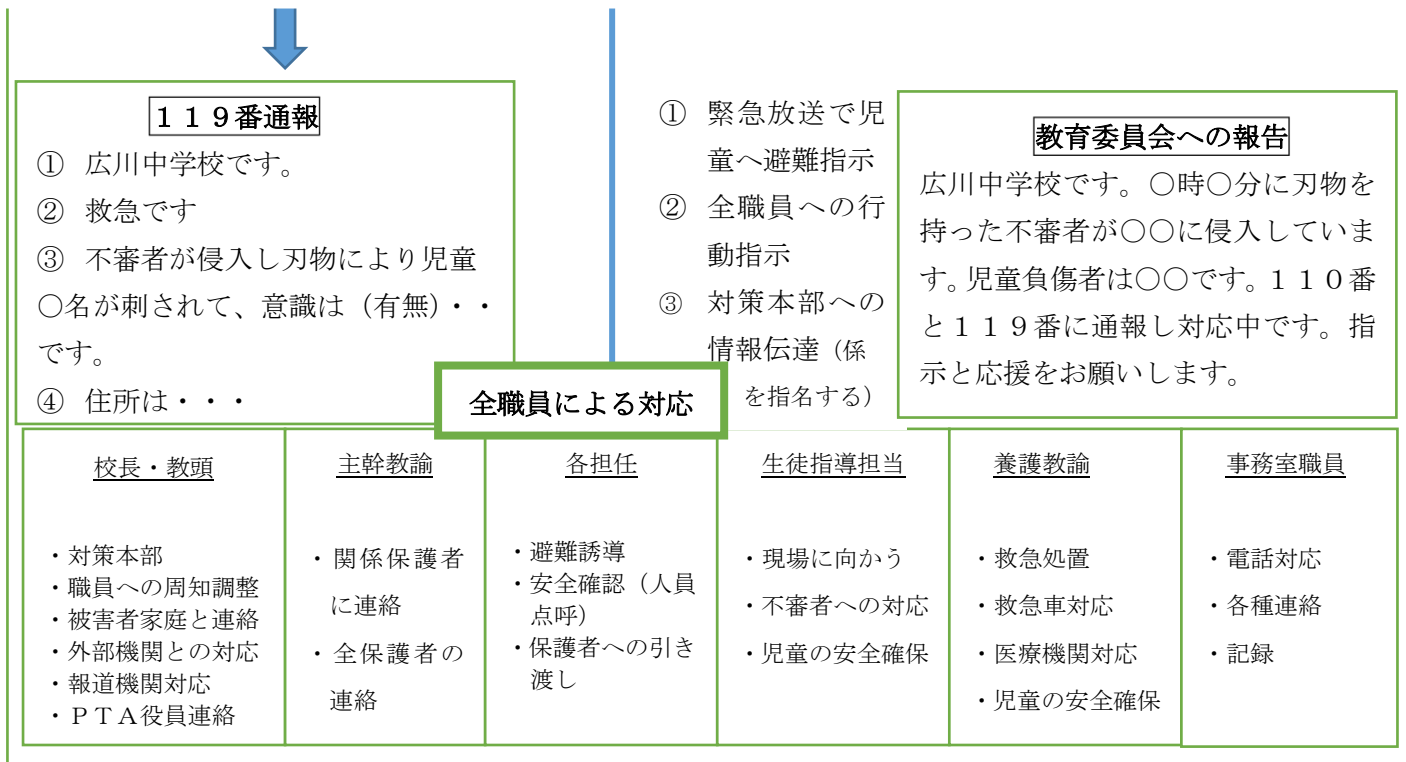 １１９番通報
① 広川中学校です。
② 救急です
③ 不審者が侵入し刃物により児童
〇名が刺されて、意識は（有無）・・
です。
④ 住所は・・・
① 緊急放送で児
童へ避難指示
② 全職員への行
動指示
③ 対策本部への
情報伝達（係
を指名する）
教育委員会への報告
広川中学校です。〇時〇分に刃物を
持った不審者が〇〇に侵入していま
す。児童負傷者は〇〇です。１１０番
と１１９番に通報し対応中です。指
示と応援をお願いします。
全職員による対応
校長・教頭
・対策本部
・職員への周知調整
・被害者家庭と連絡
・外部機関との対応
・報道機関対応
・ＰＴＡ役員連絡
主幹教諭
・関係保護者
に連絡
・全保護者の
連絡
各担任
・避難誘導
・安全確認（人員
点呼）
・保護者への引き
渡し
生徒指導担当
・現場に向かう
・不審者への対応
・児童の安全確保
養護教諭
・救急処置
・救急車対応
・医療機関対応
・児童の安全確保
事務室職員
・電話対応
・各種連絡
・記録